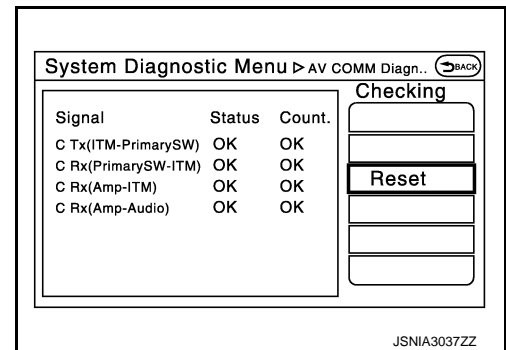 System Diagnostic Menu ▷ AV COMM Diagn.. BACK
Checking
Signal Status Count.
C Tx(ITM-PrimarySW) OK OK
C Rx(PrimarySW-ITM) OK OK
C Rx(Amp-ITM) OK OK
C Rx(Amp-Audio) OK OK
Reset
JSNIA3037ZZ